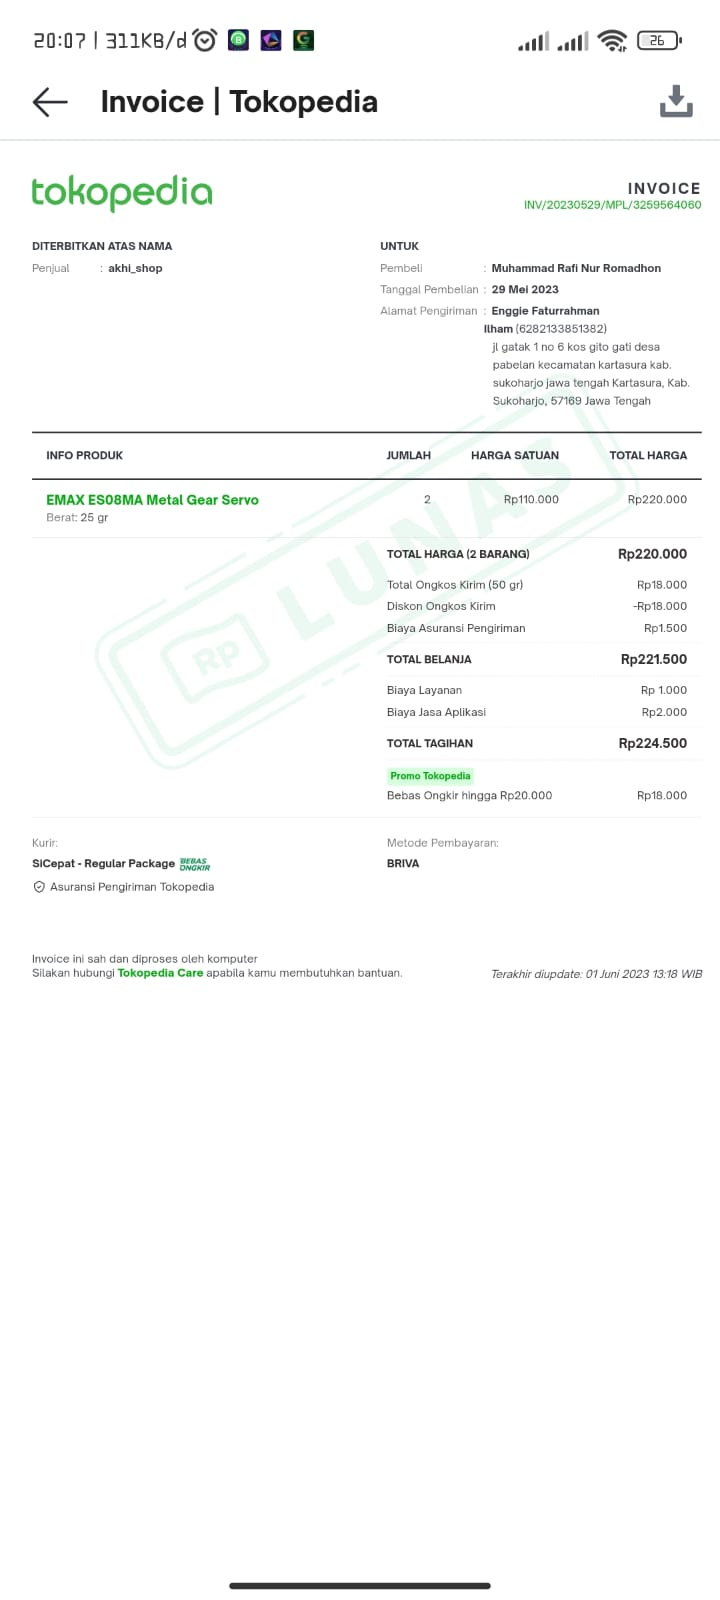 20:07 | 311KB/d
26
Invoice | Tokopedia
tokopedia
INVOICE
INV/20230529/MPL/3259564060
DITERBITKAN ATAS NAMA
Penjual : akhi_shop
UNTUK
Pembeli : Muhammad Rafi Nur Romadhon
Tanggal Pembelian : 29 Mei 2023
Alamat Pengiriman : Enggie Faturrahman
Ilham (6282133851382)
jl gatak 1 no 6 kos gito gati desa
pabelan kecamatan kartasura kab.
sukoharjo jawa tengah Kartasura, Kab.
Sukoharjo, 57169 Jawa Tengah
INFO PRODUK JUMLAH HARGA SATUAN TOTAL HARGA
EMAX ES08MA Metal Gear Servo 2 Rp110.000 Rp220.000
Berat: 25 gr
Rp LUNAS
TOTAL HARGA (2 BARANG) Rp220.000
Total Ongkos Kirim (50 gr) Rp18.000
Diskon Ongkos Kirim -Rp18.000
Biaya Asuransi Pengiriman Rp1.500
TOTAL BELANJA Rp221.500
Biaya Layanan Rp 1.000
Biaya Jasa Aplikasi Rp2.000
TOTAL TAGIHAN Rp224.500
Promo Tokopedia
Bebas Ongkir hingga Rp20.000 Rp18.000
Kurir:
SiCepat - Regular Package BEBAS ONGKIR
Asuransi Pengiriman Tokopedia
Metode Pembayaran:
BRIVA
Invoice ini sah dan diproses oleh komputer
Silakan hubungi Tokopedia Care apabila kamu membutuhkan bantuan.
Terakhir diupdate: 01 Juni 2023 13:18 WIB